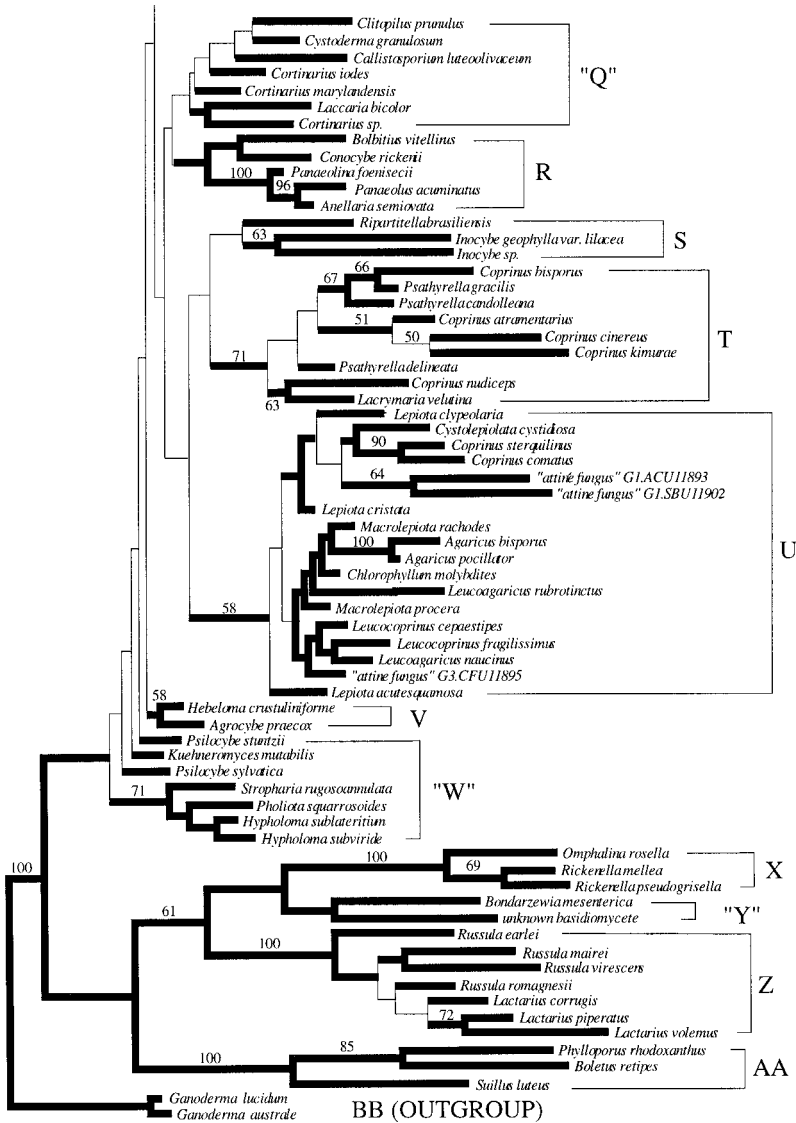 Clitopilus prunulus
Cystoderma granulosum
Callistosporium luteoolivaceum
Cortinarius iodes
"Q"
Cortinarius marylandensis
Laccaria bicolor
Cortinarius sp.
Bolbitius vitellinus
Conocybe rickenii
100
Panaeolina foenisecii
R
96
Panaeolus acuminatus
Anellaria semiovata
Ripartitella brasiliensis
63
Inocybe geophylla var. lilacea
S
Inocybe sp.
66
Coprinus bisporus
67
Psathyrella gracilis
Psathyrella candolleana
51
Coprinus atramentarius
50
Coprinus cinereus
T
Coprinus kimurae
71
Psathyrella delineata
Coprinus nudiceps
63
Lacrymaria velutina
Lepiota clypeolaria
Cystolepiolata cystidiosa
90
Coprinus sterquilinus
Coprinus comatus
64
"attine fungus" G1.ACU11893
"attine fungus" G1.SBU11902
Lepiota cristata
Macrolepiota rachodes
100
Agaricus bisporus
U
Agaricus pocillator
Chlorophyllum molybdites
Leucoagaricus rubrotinctus
58
Macrolepiota procera
Leucocoprinus cepaestipes
Leucocoprinus fragilissimus
Leucoagaricus naucinus
"attine fungus" G3.CFU11895
Lepiota acutesquamosa
58
Hebeloma crustuliniforme
V
Agrocybe praecox
Psilocybe stuntzii
Kuehneromyces mutabilis
Psilocybe sylvatica
71
Stropharia rugosoannulata
"W"
Pholiota squarrosoides
Hypholoma sublateritium
Hypholoma subviride
100
100
Omphalina rosella
69
Rickenella mellea
X
Rickenella pseudogrisella
61
Bondarzewia mesenterica
"Y"
unknown basidiomycete
100
Russula earlei
Russula mairei
Russula virescens
Russula romagnesii
Z
Lactarius corrugis
72
Lactarius piperatus
Lactarius volemus
100
85
Phylloporus rhodoxanthus
Boletus retipes
AA
Suillus luteus
Ganoderma lucidum
BB (OUTGROUP)
Ganoderma australe